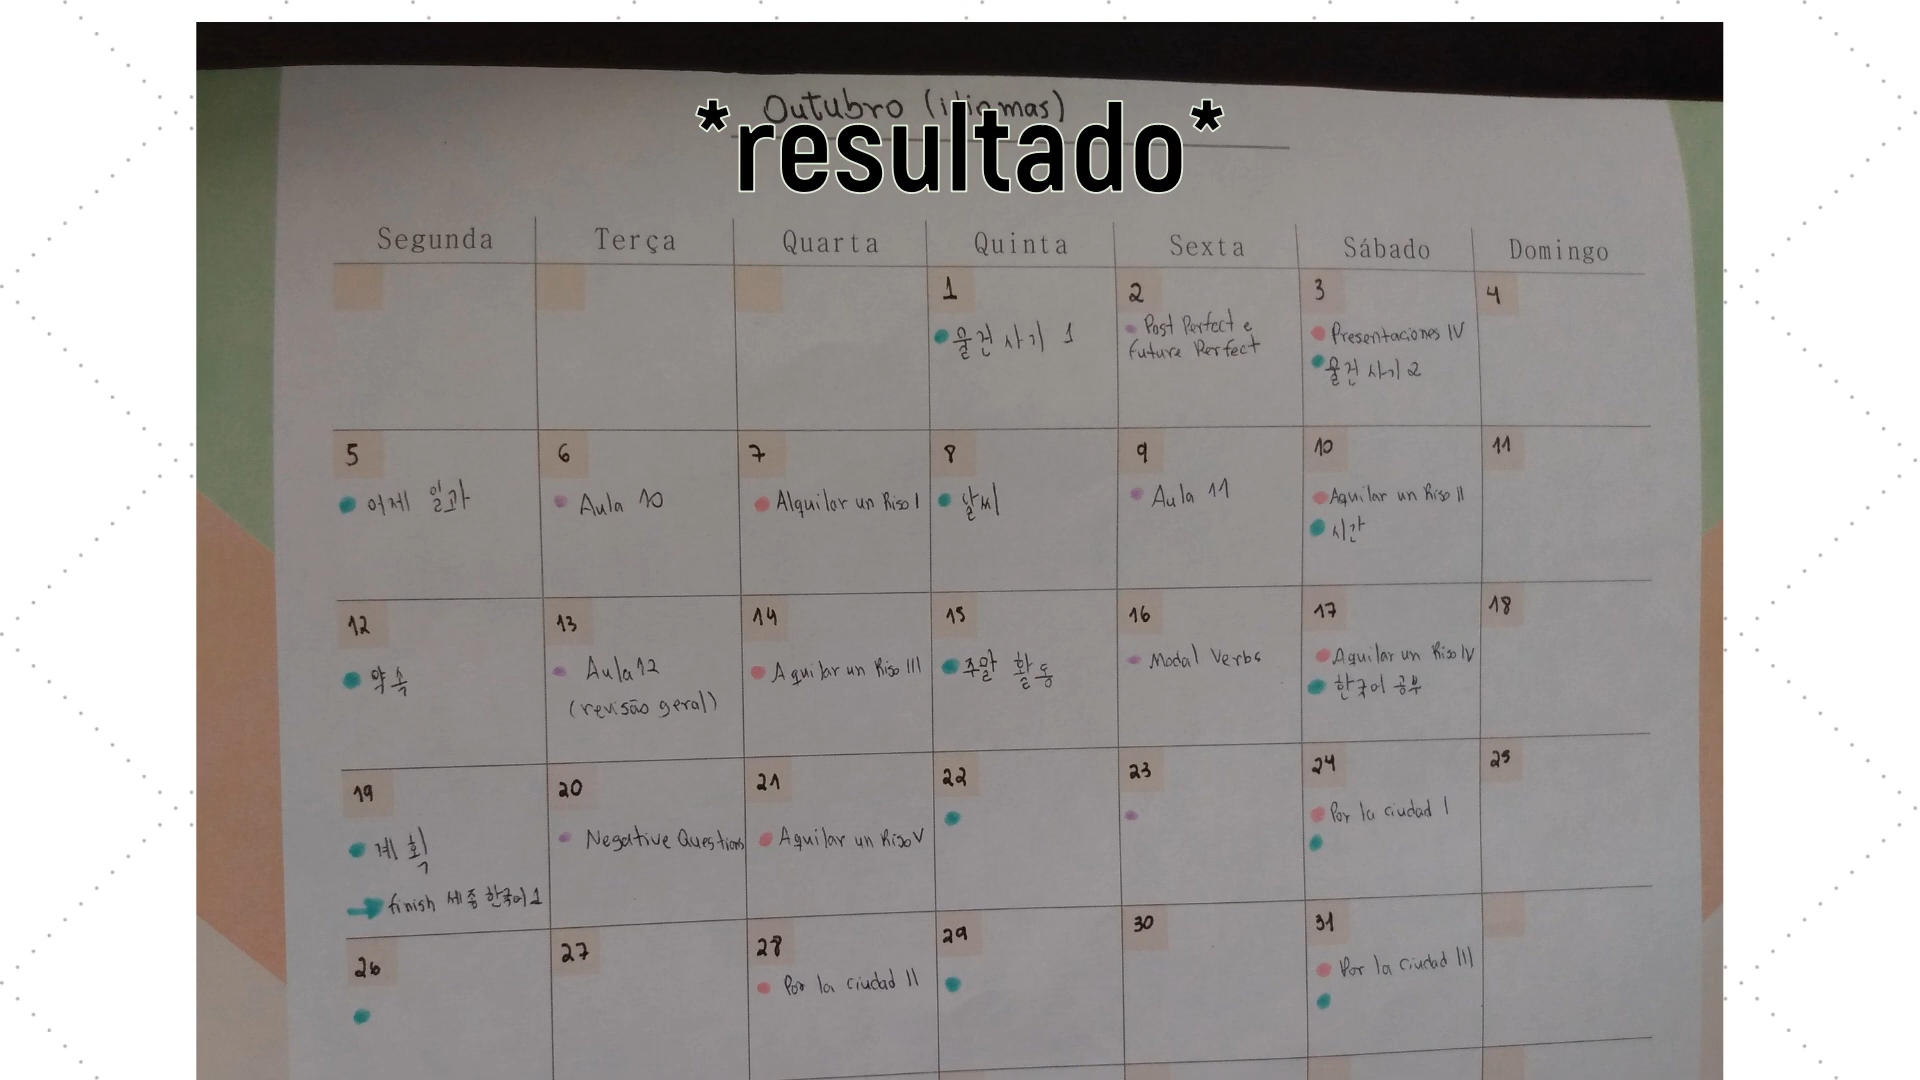 Outubro (idiomas)
*resultado*
Segunda Terça Quarta Quinta Sexta Sábado Domingo
1 2 3 4
물건 사기 1
Post Perfect e
future Perfect
Presentaciones IV
물건 사기 2
5 6 7 8 9 10 11
어제 일과
Aula 10
Alquilar un Piso I
날씨
Aula 11
Aquilar un Piso II
시간
12 13 14 15 16 17 18
약속
Aula 12
(revisão geral)
Aquilar un Piso III
주말 활동
Modal Verbs
Aquilar un Piso IV
한국어 공부
19 20 21 22 23 24 25
계획
finish 세종 한국어 1
Negative Questions
Aquilar un Piso V
Por la ciudad I
26 27 28 29 30 31
Por la ciudad II
Por la ciudad III